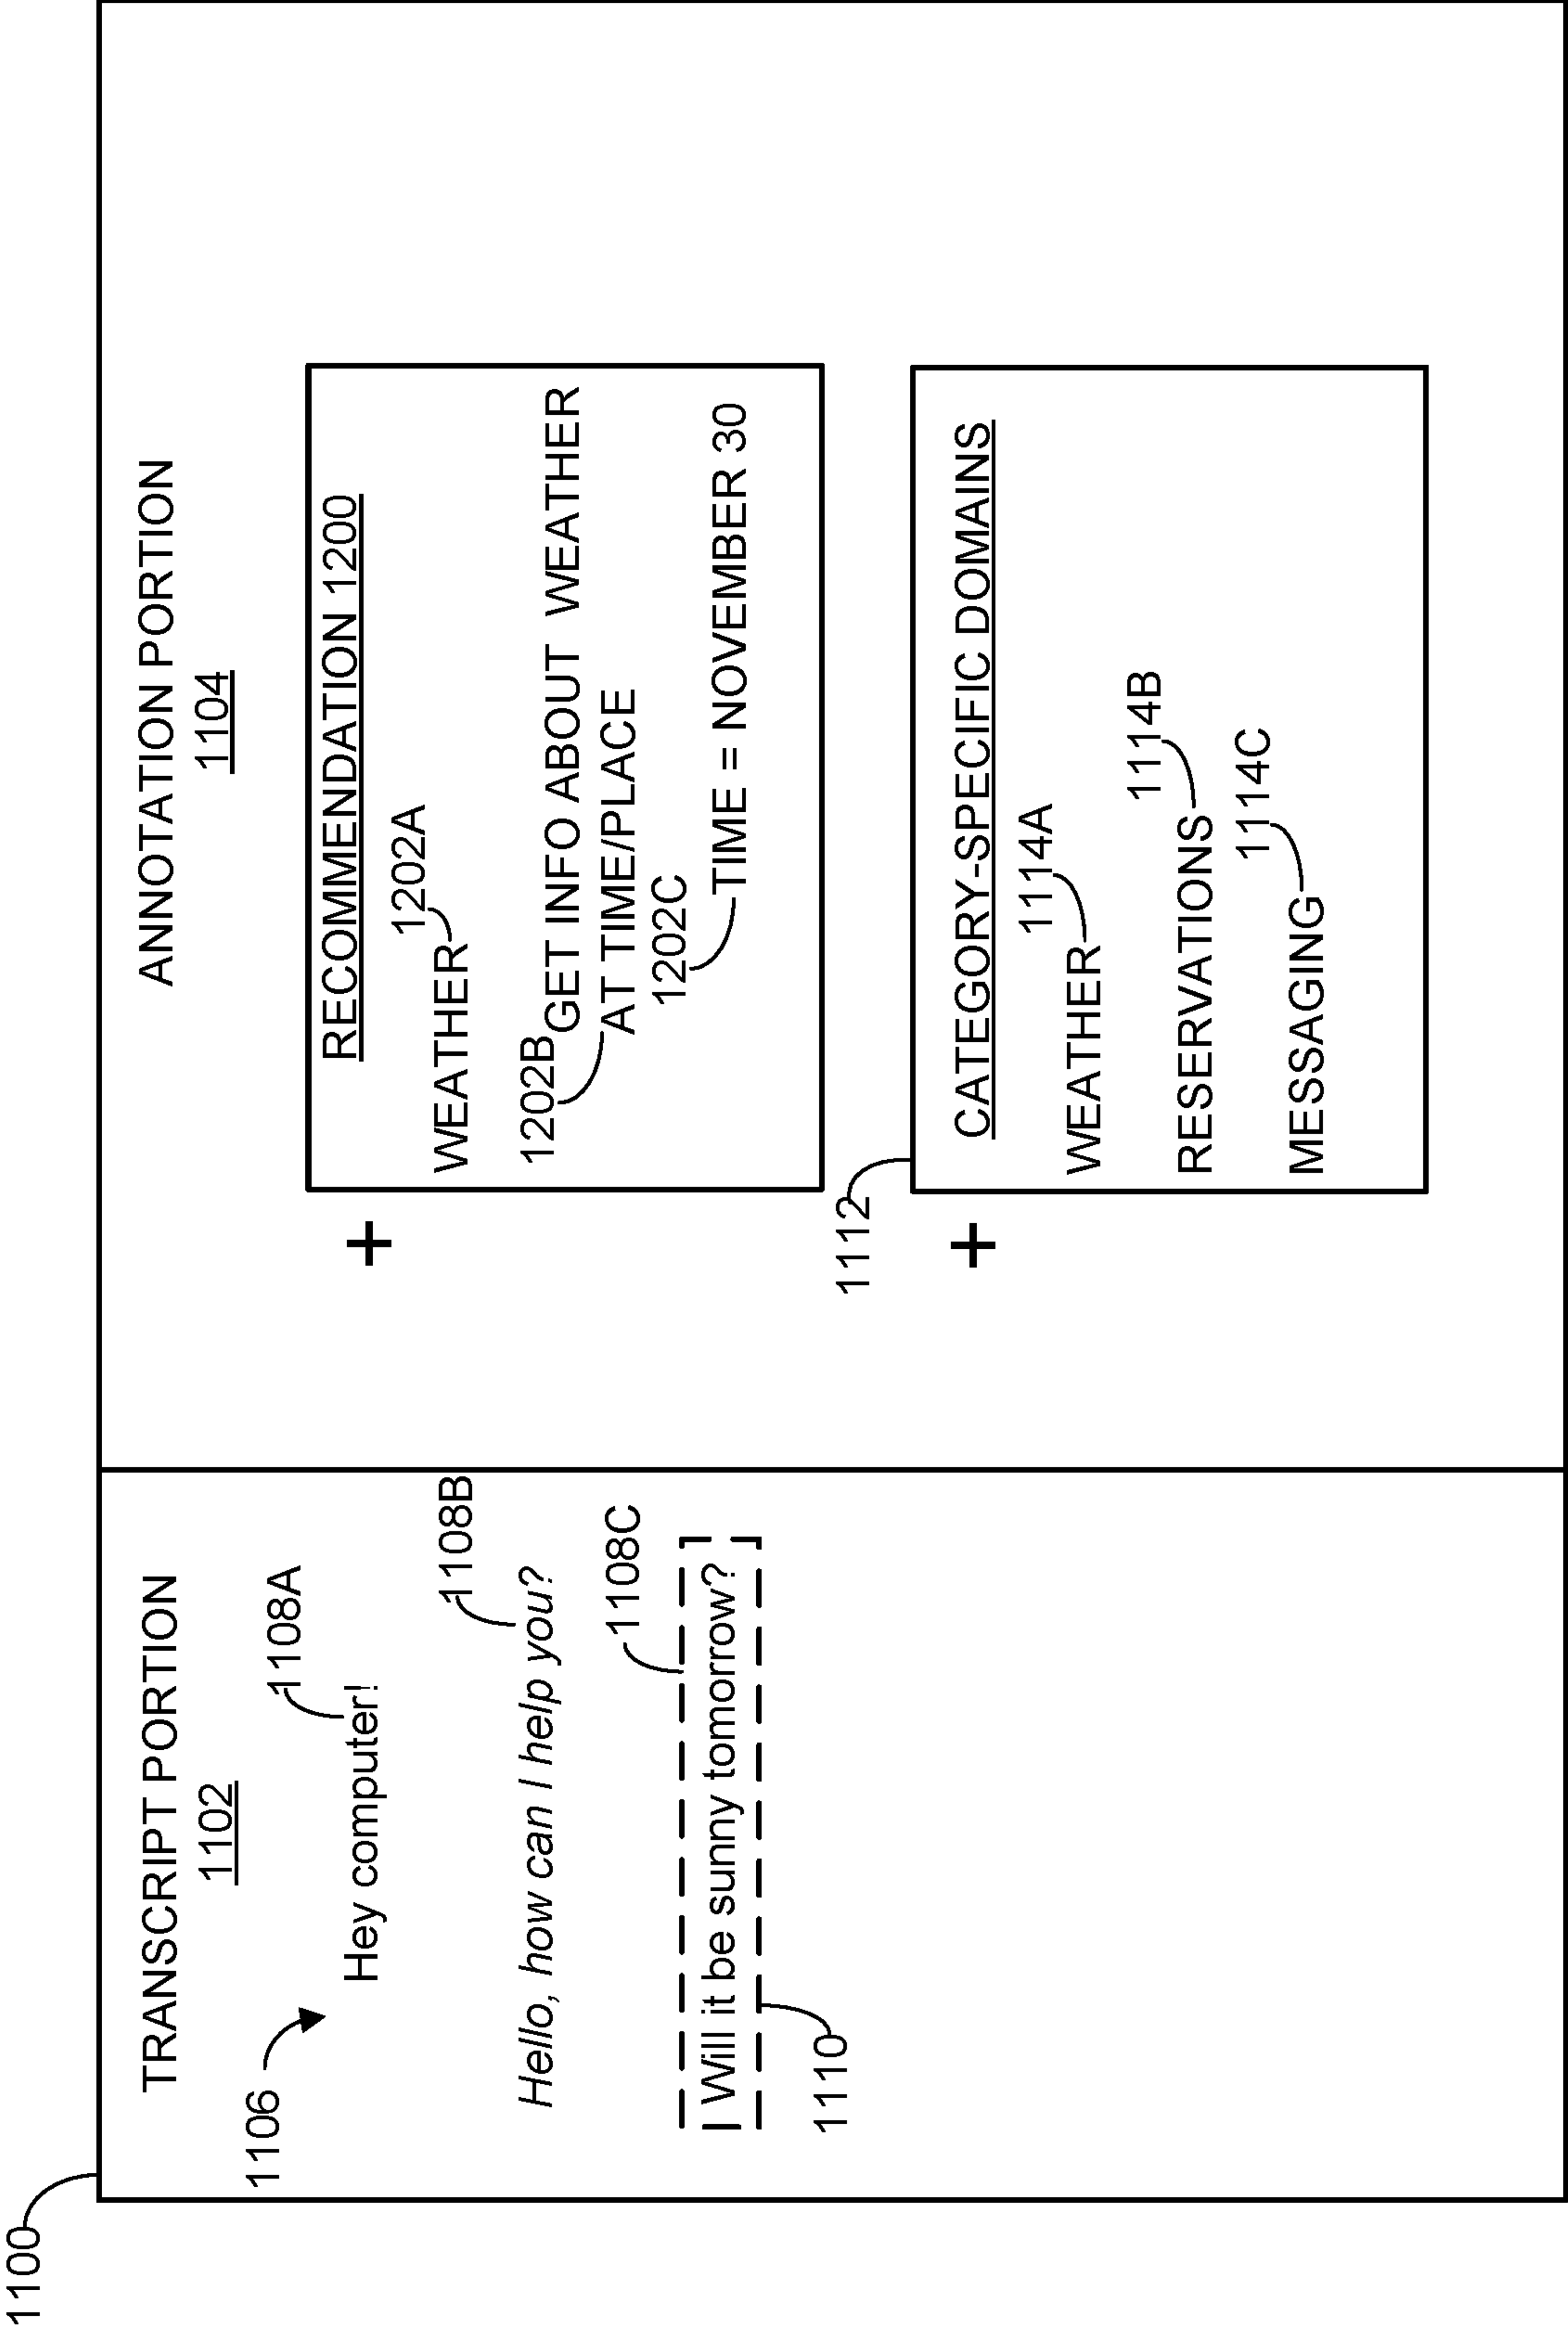 1100
TRANSCRIPT PORTION
1102
1106
1108A
Hey computer!
1108B
Hello, how can I help you?
1108C
Will it be sunny tomorrow?
1110
ANNOTATION PORTION
1104
+
RECOMMENDATION 1200
1202A
WEATHER
1202B
GET INFO ABOUT WEATHER
AT TIME/PLACE
1202C
TIME = NOVEMBER 30
1112
+
CATEGORY-SPECIFIC DOMAINS
1114A
WEATHER
1114B
RESERVATIONS
1114C
MESSAGING